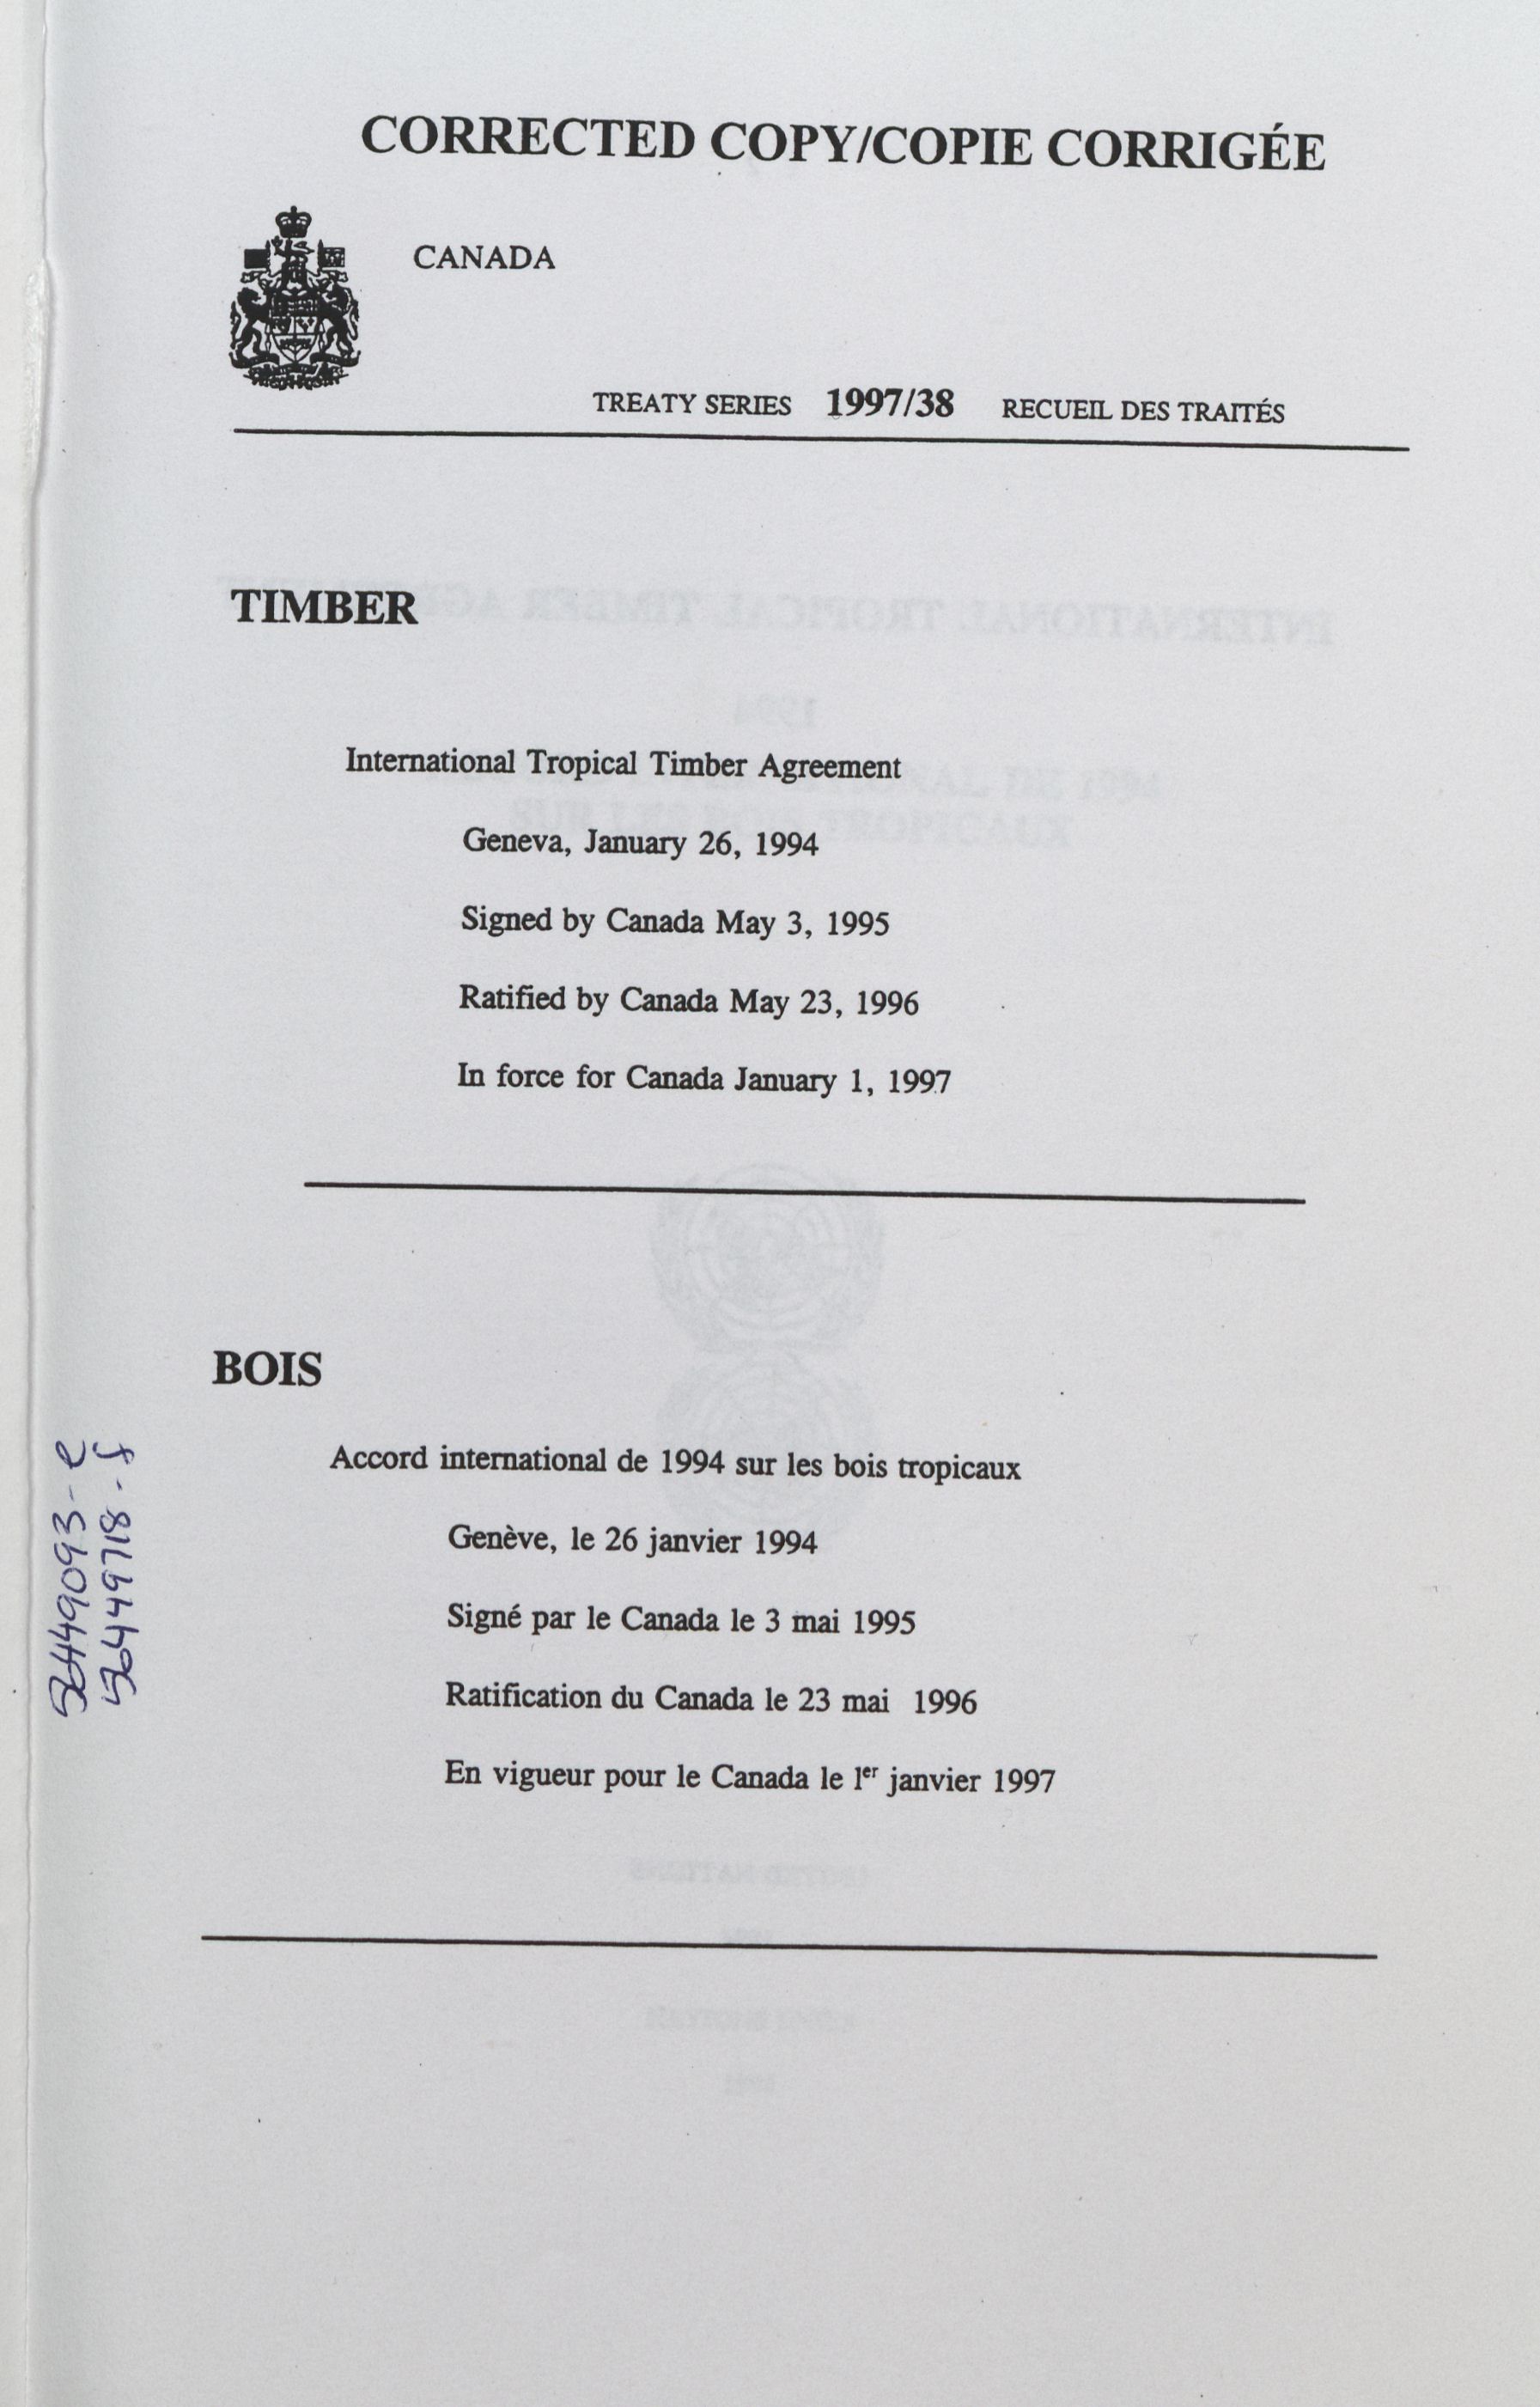 CORRECTED COPY/COPIE CORRIGÉE
CANADA
TREATY SERIES 1997/38 RECUEIL DES TRAITÉS
TIMBER
International Tropical Timber Agreement
Geneva, January 26, 1994
Signed by Canada May 3, 1995
Ratified by Canada May 23, 1996
In force for Canada January 1, 1997
BOIS
Accord international de 1994 sur les bois tropicaux
Genève, le 26 janvier 1994
Signé par le Canada le 3 mai 1995
Ratification du Canada le 23 mai 1996
En vigueur pour le Canada le 1er janvier 1997